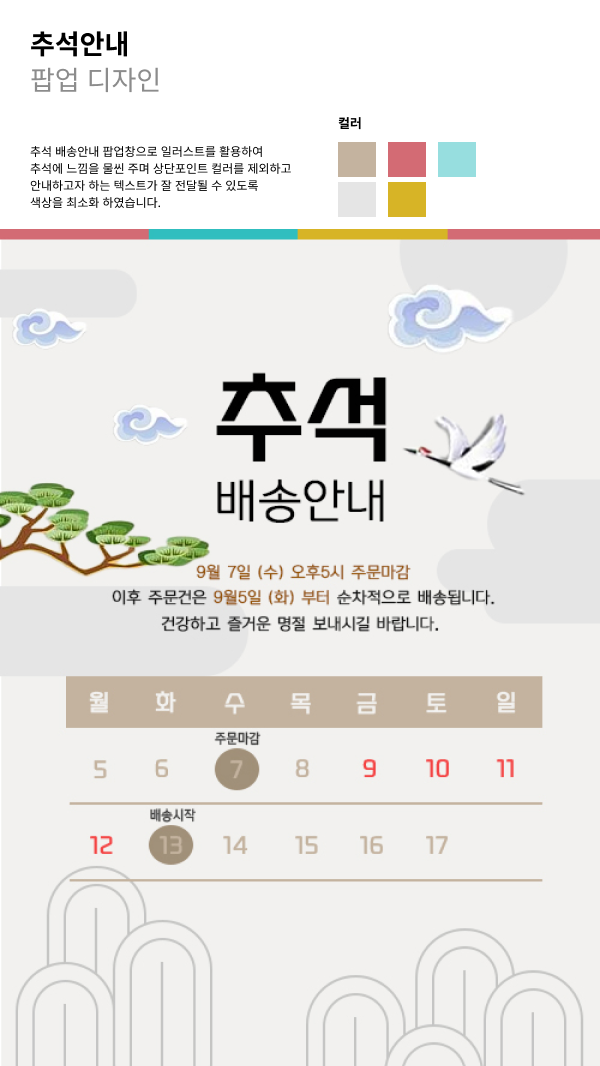 추석안내
팝업 디자인
컬러
추석 배송안내 팝업창으로 일러스트를 활용하여
추석에 느낌을 물씬 주며 상단포인트 컬러를 제외하고
안내하고자 하는 텍스트가 잘 전달될 수 있도록
색상을 최소화 하였습니다.
추석
배송안내
9월 7일 (수) 오후5시 주문마감
이후 주문건은 9월5일 (화) 부터 순차적으로 배송됩니다.
건강하고 즐거운 명절 보내시길 바랍니다.
월 화 수 목 금 토 일
주문마감
5 6 7 8 9 10 11
배송시작
12 13 14 15 16 17